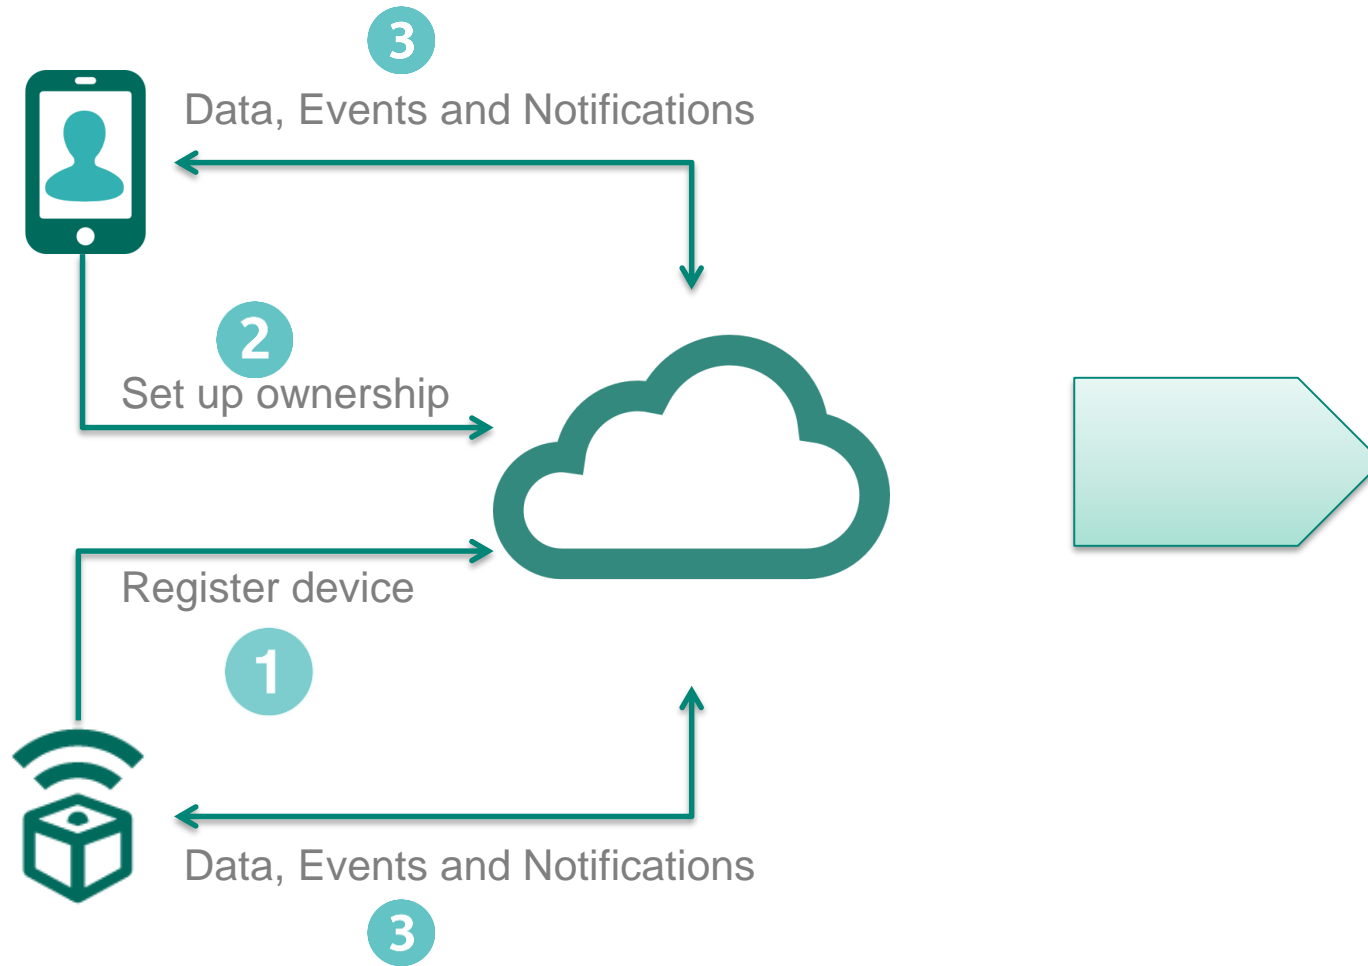 3
Data, Events and Notifications
2
Set up ownership
Register device
1
Data, Events and Notifications
3